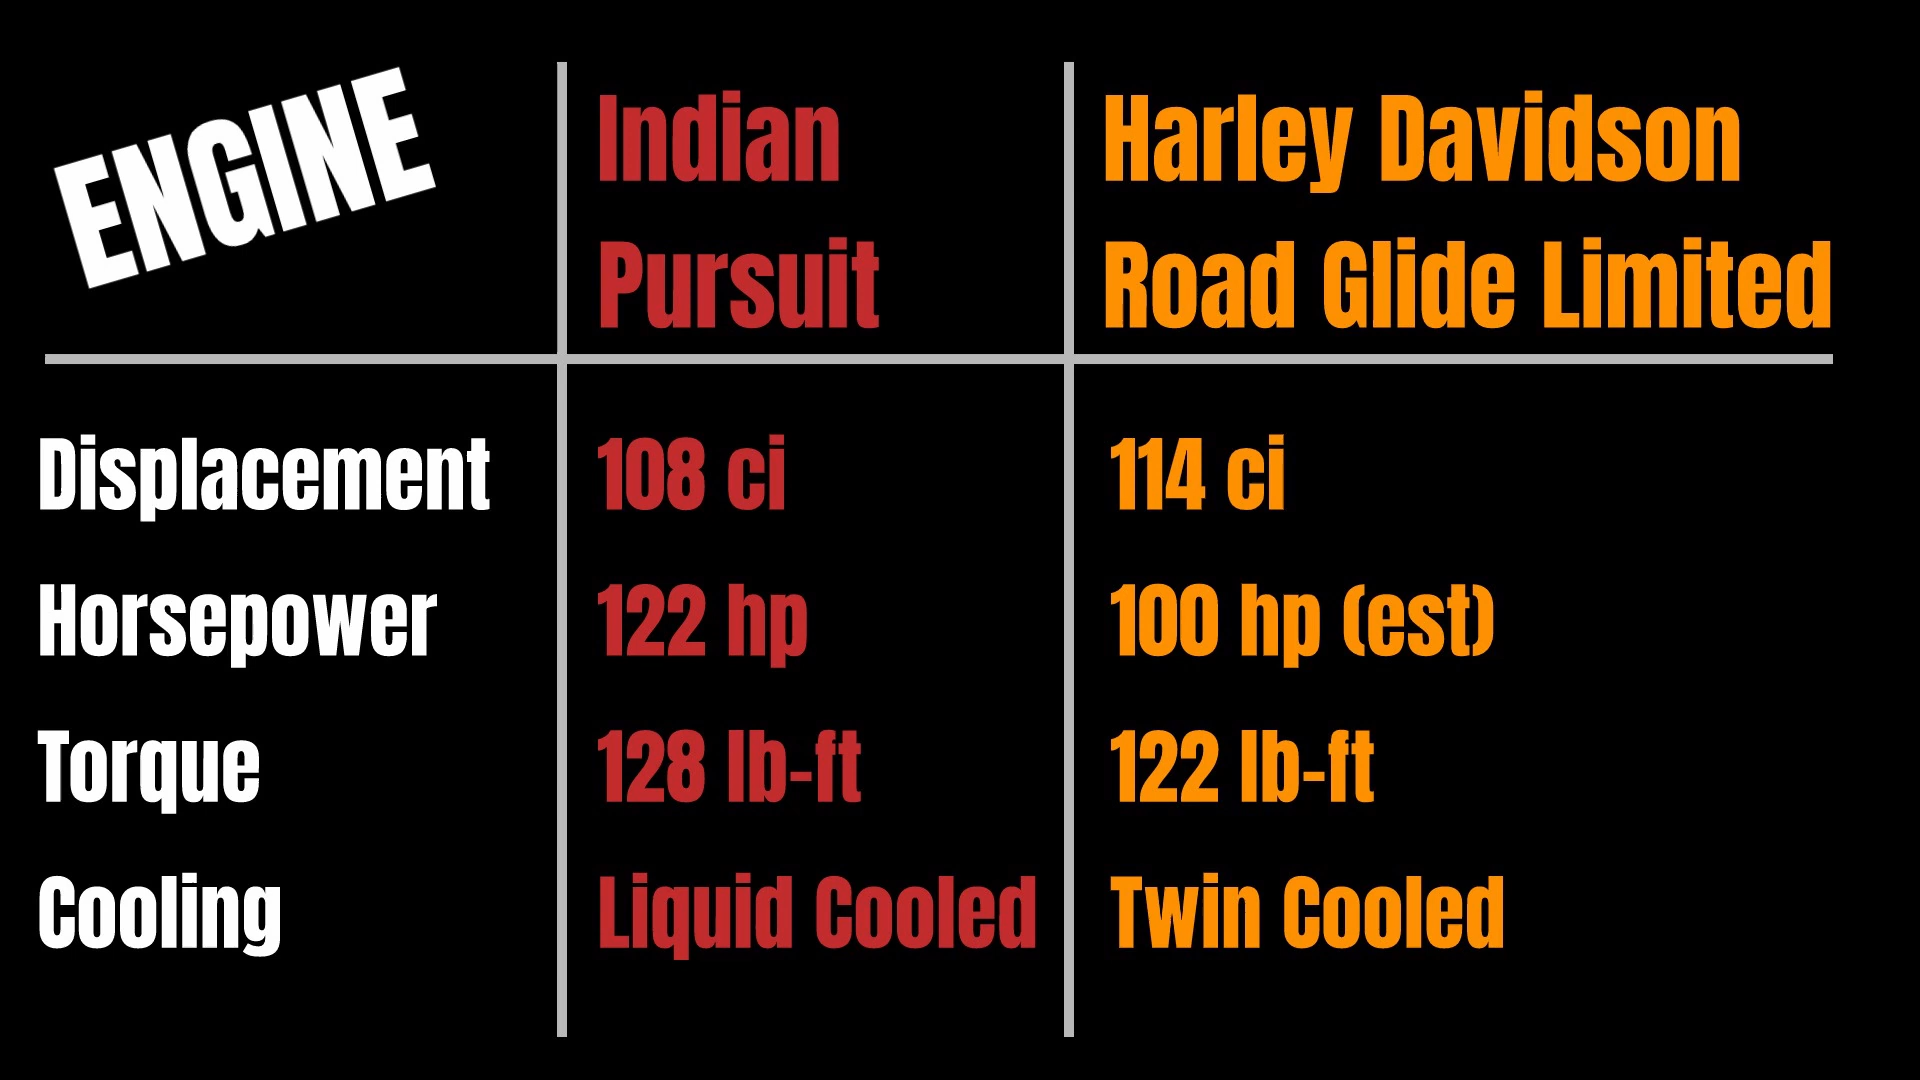 ENGINE
Indian
Pursuit
Harley Davidson
Road Glide Limited
Displacement 108 ci 114 ci
Horsepower 122 hp 100 hp (est)
Torque 128 lb-ft 122 lb-ft
Cooling Liquid Cooled Twin Cooled